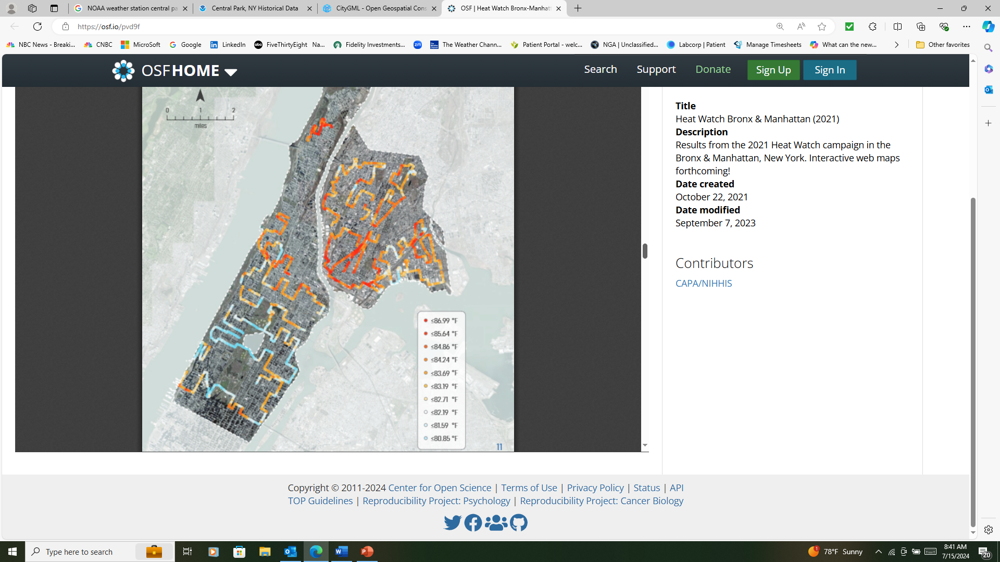 NOAA weather station central pa
Central Park, NY Historical Data
CityGML - Open Geospatial Cons
OSF | Heat Watch Bronx-Manhatt
https://osf.io/pvd9f
NBC News - Breaki...
CNBC
MicroSoft
Google
LinkedIn
abc
FiveThirtyEight Na...
Fidelity Investments...
zm
The Weather Chann...
Patient Portal - welc...
NGA | Unclassified...
Labcorp | Patient
Manage Timesheets
What can the new...
Other favorites
OSFHOME
Search
Support
Donate
Sign Up
Sign In
0 1 2
miles
≤86.99 °F
≤85.64 °F
≤84.86 °F
≤84.24 °F
≤83.69 °F
≤83.19 °F
≤82.71 °F
≤82.19 °F
≤81.59 °F
≤80.85 °F
11
Title
Heat Watch Bronx & Manhattan (2021)
Description
Results from the 2021 Heat Watch campaign in the
Bronx & Manhattan, New York. Interactive web maps
forthcoming!
Date created
October 22, 2021
Date modified
September 7, 2023
Contributors
CAPA/NIHHIS
Copyright © 2011-2024 Center for Open Science | Terms of Use | Privacy Policy | Status | API
TOP Guidelines | Reproducibility Project: Psychology | Reproducibility Project: Cancer Biology
Type here to search
1
78°F Sunny
8:41 AM
7/15/2024
20